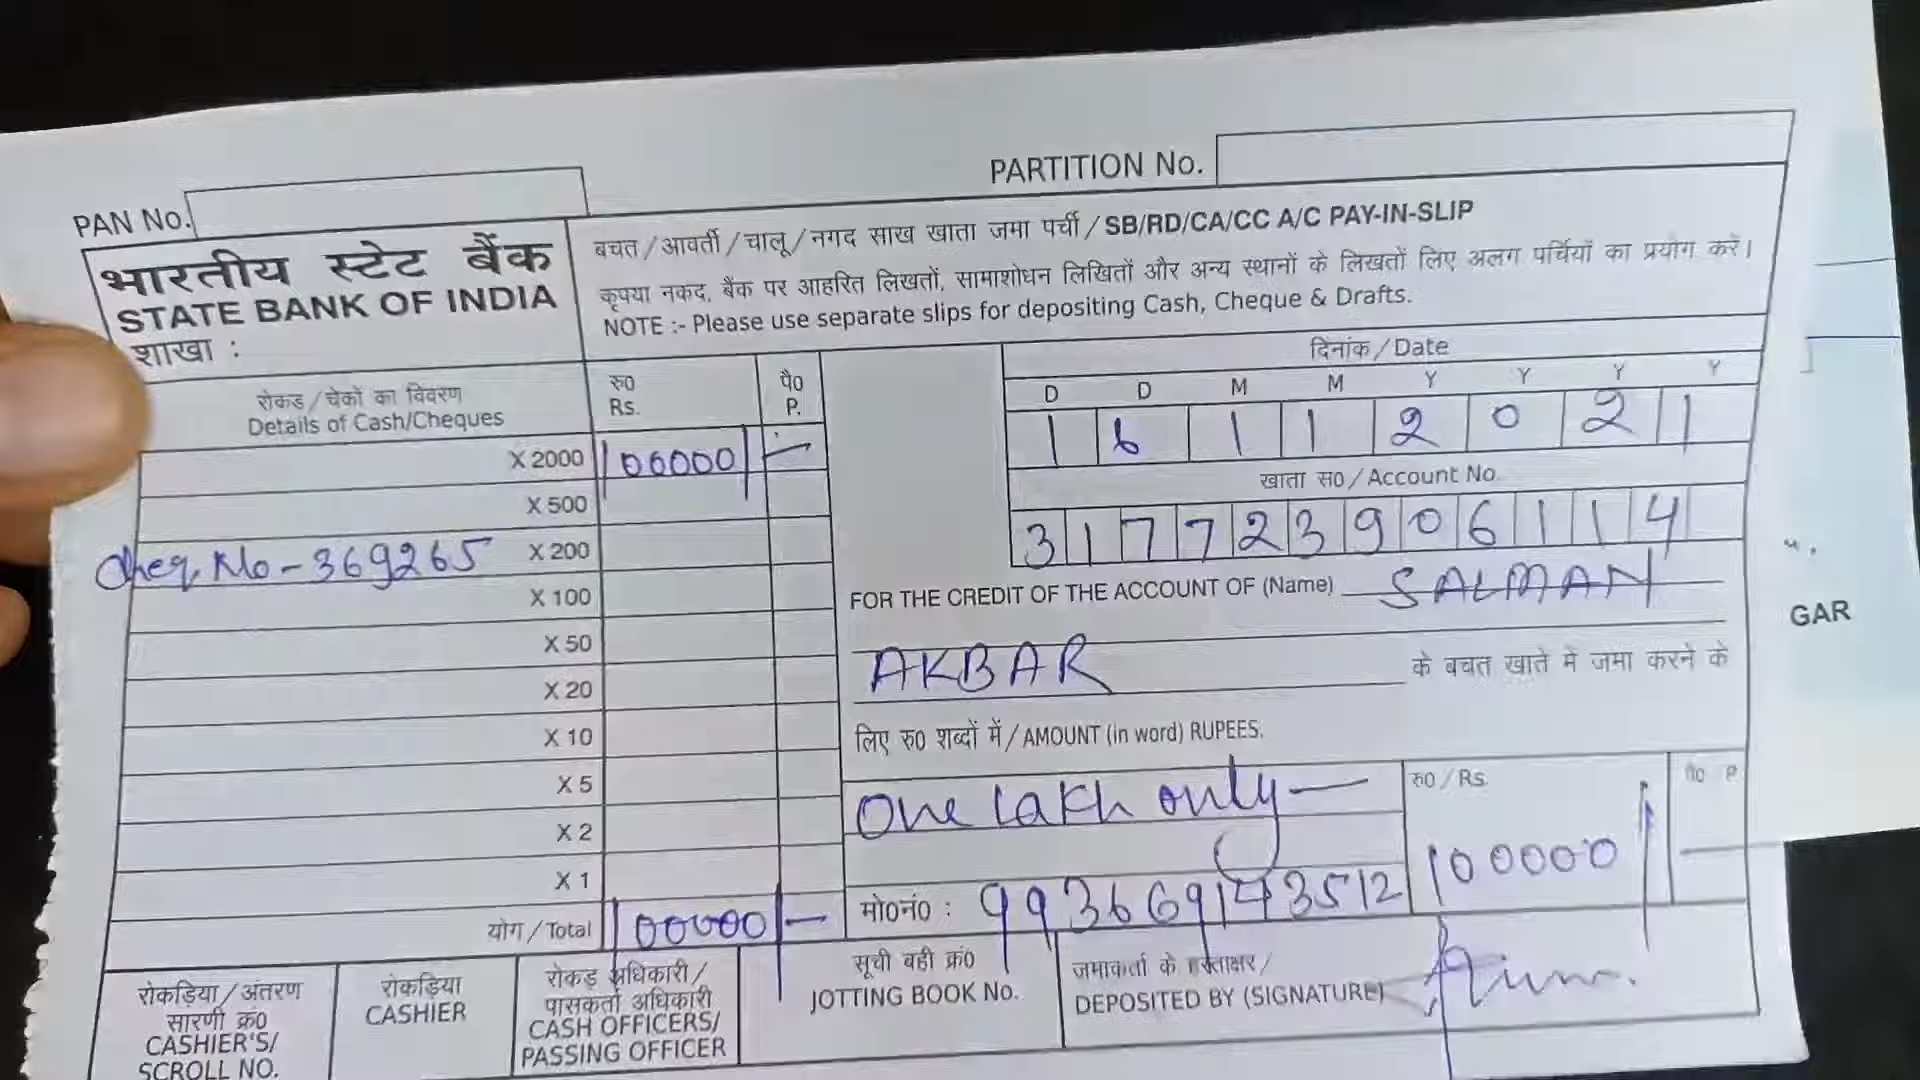 PARTITION No.
PAN No.
भारतीय स्टेट बैंक
STATE BANK OF INDIA
शाखा :
बचत / आवर्ती / चालू / नगद साख खाता जमा पर्ची / SB/RD/CA/CC A/C PAY-IN-SLIP
कृपया नकद, बैंक पर आहरित लिखतों, सामाशोधन लिखितों और अन्य स्थानों के लिखतों लिए अलग पर्चियों का प्रयोग करें।
NOTE :- Please use separate slips for depositing Cash, Cheque & Drafts.
रोकड / चेकों का विवरण
Details of Cash/Cheques
रु0
Rs.
पै0
P.
X 2000 100000 -
X 500
Cheq. No - 369265 X 200
X 100
X 50
X 20
X 10
X 5
X 2
X 1
योग / Total 100000 -
दिनांक / Date
D D M M Y Y Y Y
1 6 1 1 2 0 2 1
खाता स0 / Account No.
3 1 7 7 2 3 9 0 6 1 1 4
FOR THE CREDIT OF THE ACCOUNT OF (Name) SALMAN
AKBAR के बचत खाते में जमा करने के
लिए रु0 शब्दों में / AMOUNT (in word) RUPEES.
One Lakh only -
रु0 / Rs. पै0 P
100000
मो0नं0 :
रोकड़िया / अंतरण
सारणी क्रं0
CASHIER'S/
SCROLL NO.
रोकड़िया
CASHIER
रोकड़ अधिकारी /
पासकर्ता अधिकारी
CASH OFFICERS/
PASSING OFFICER
सूची बही क्रं0
JOTTING BOOK No.
जमाकर्ता के हस्ताक्षर /
DEPOSITED BY (SIGNATURE)
GAR